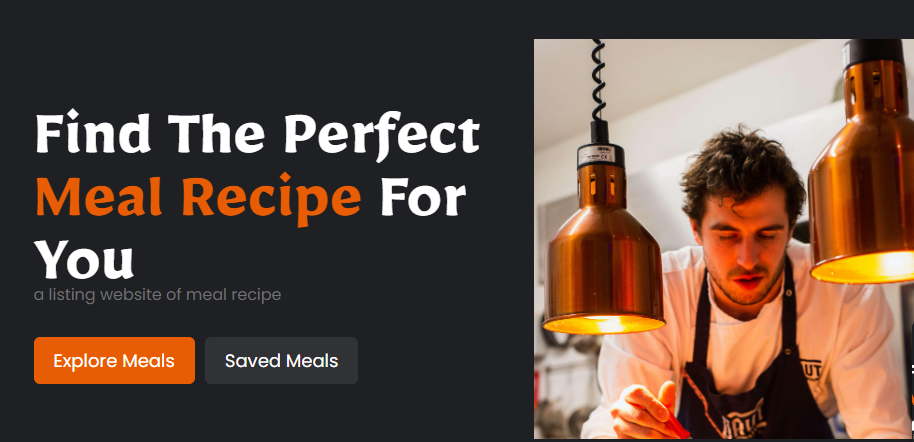 Find The Perfect
Meal Recipe For
You
a listing website of meal recipe
Explore Meals
Saved Meals